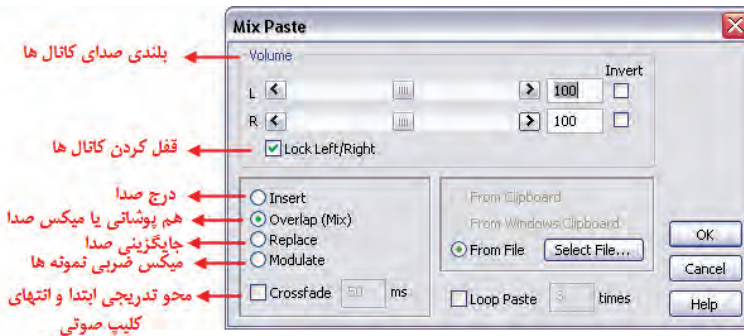 Mix Paste
Volume
بلندی صدای کانال ها
Invert
L 100
R 100
Lock Left/Right
قفل کردن کانال ها
Insert
درج صدا
Overlap (Mix)
هم پوشانی یا میکس صدا
Replace
جایگزینی صدا
Modulate
میکس ضربی نمونه ها
Crossfade 50 ms
محو تدریجی ابتدا و انتهای
کلیپ صوتی
From Clipboard
From Windows Clipboard
From File Select File...
Loop Paste 3 times
OK
Cancel
Help